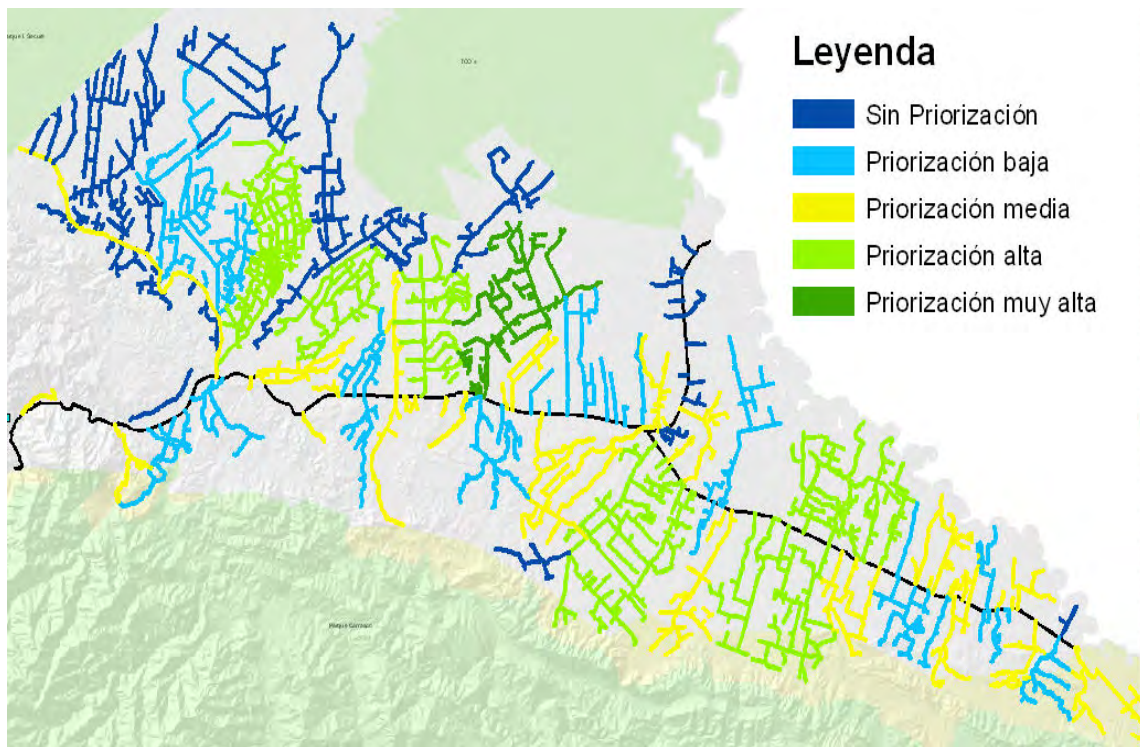 Leyenda
Sin Priorización
Priorización baja
Priorización media
Priorización alta
Priorización muy alta